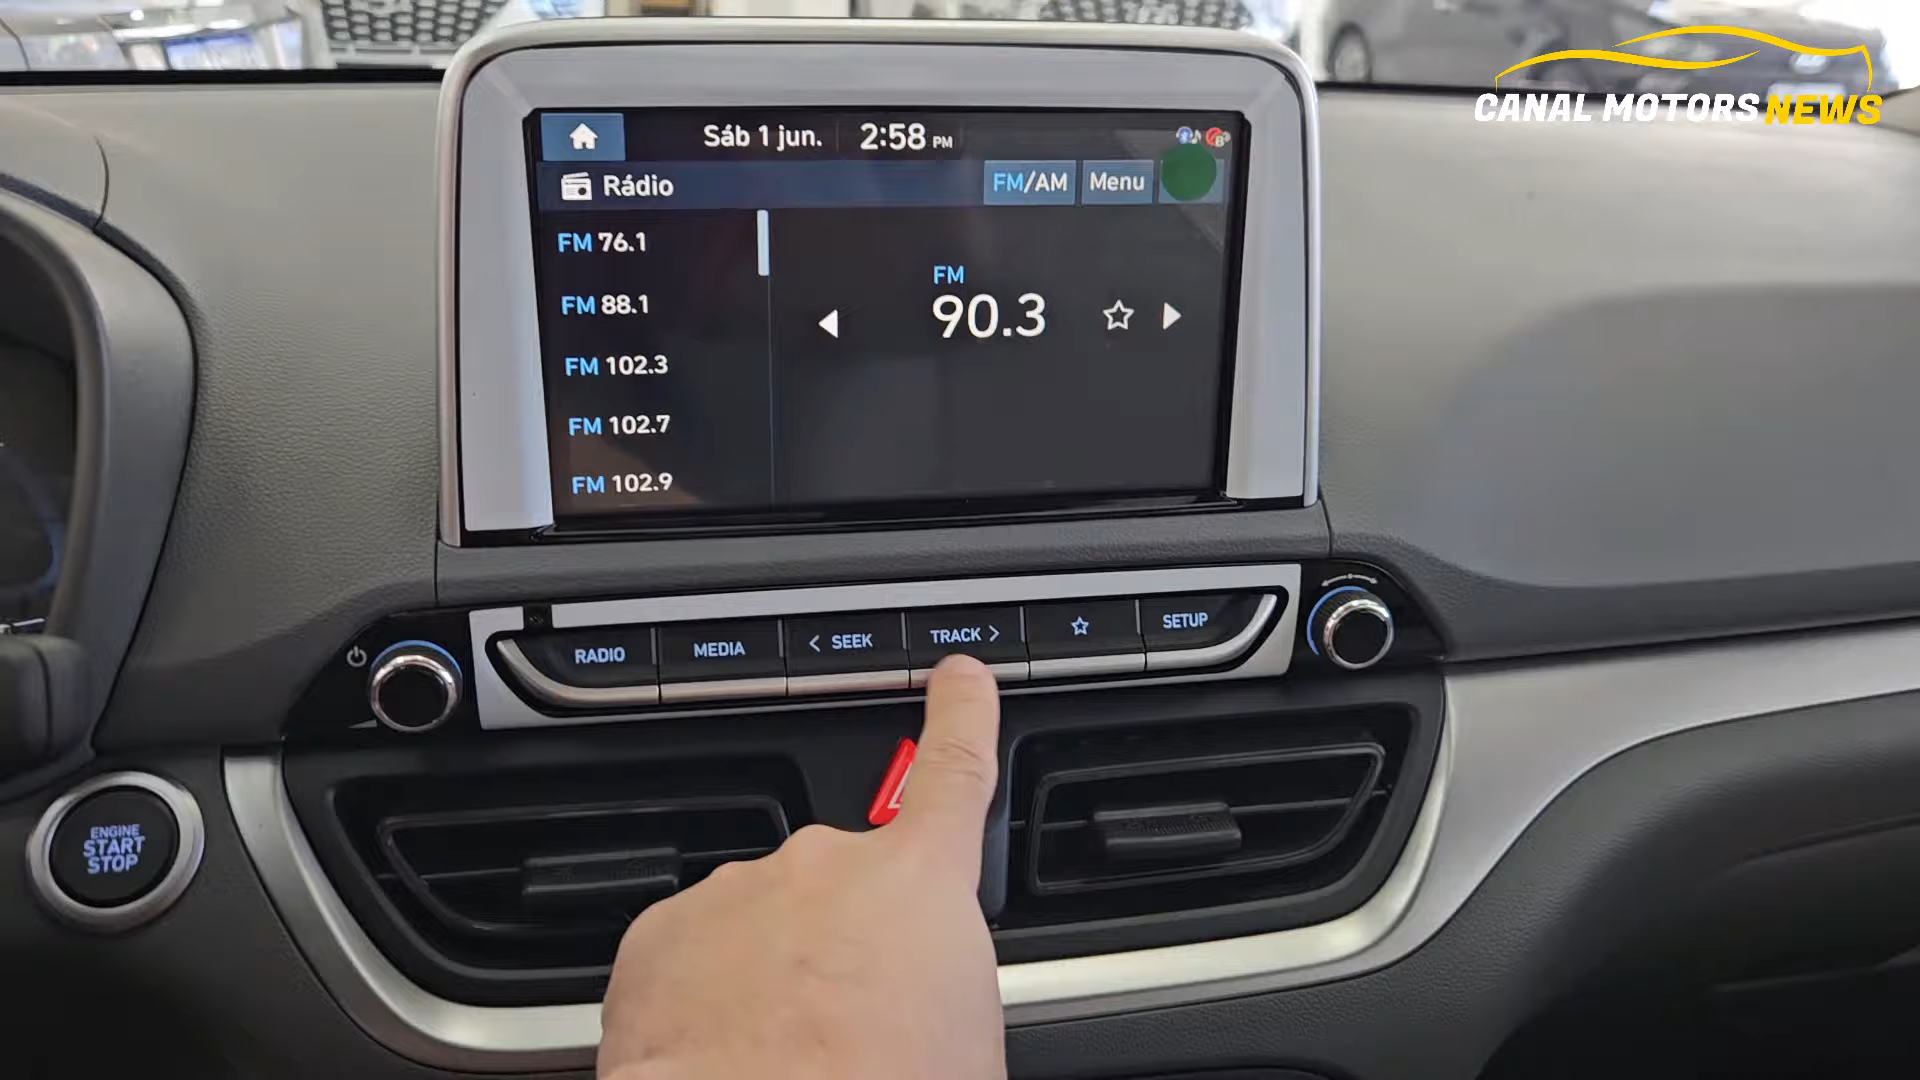 CANAL MOTORS NEWS
Sáb 1 jun. 2:58 PM
Rádio FM/AM Menu
FM 76.1
FM 88.1
FM 102.3
FM 102.7
FM 102.9
FM
90.3
RADIO MEDIA < SEEK TRACK > SETUP
ENGINE
START
STOP